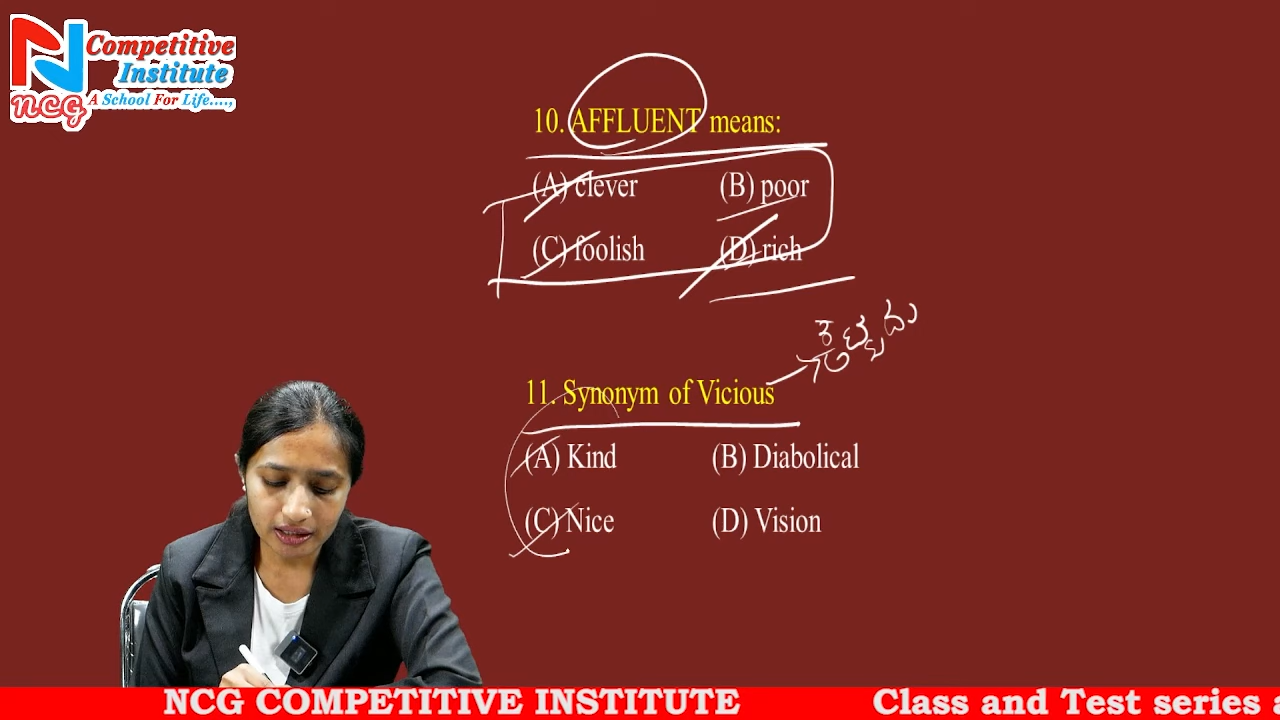 Competitive
Institute
NCG A School For Life....,
10. AFFLUENT means:
(A) clever (B) poor
(C) foolish (D) rich
11. Synonym of Vicious
(A) Kind (B) Diabolical
(C) Nice (D) Vision
NCG COMPETITIVE INSTITUTE Class and Test series